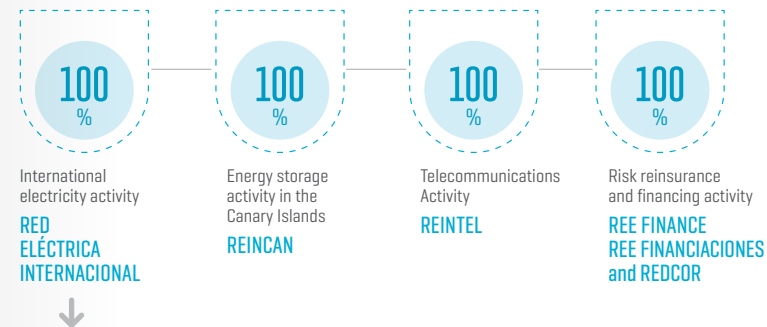 100
%
International
electricity activity
RED
ELÉCTRICA
INTERNACIONAL
100
%
Energy storage
activity in the
Canary Islands
REINCAN
100
%
Telecommunications
Activity
REINTEL
100
%
Risk reinsurance
and financing activity
REE FINANCE
REE FINANCIACIONES
and REDCOR